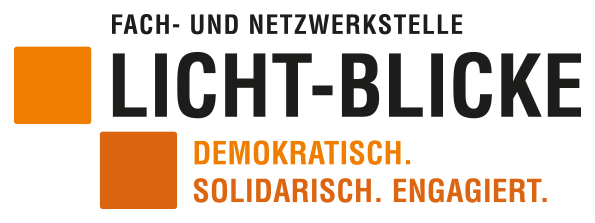 FACH- UND NETZWERKSTELLE
LICHT-BLICKE
DEMOKRATISCH.
SOLIDARISCH. ENGAGIERT.